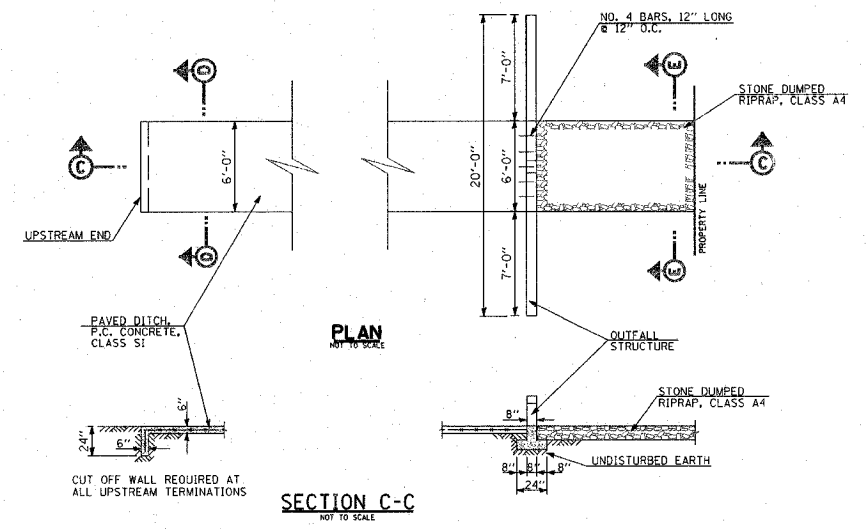 NO. 4 BARS, 12" LONG
@ 12" O.C.
D
E
7'-0"
STONE DUMPED
RIPRAP, CLASS A4
C
6'-0"
20'-0"
6'-0"
C
UPSTREAM END
PROPERTY LINE
D
E
7'-0"
PAVED DITCH,
P.C. CONCRETE,
CLASS SI
PLAN
NOT TO SCALE
OUTFALL
STRUCTURE
6"
8"
STONE DUMPED
RIPRAP, CLASS A4
24"
6"
UNDISTURBED EARTH
8" 8" 8"
24"
CUT OFF WALL REQUIRED AT
ALL UPSTREAM TERMINATIONS
SECTION C-C
NOT TO SCALE